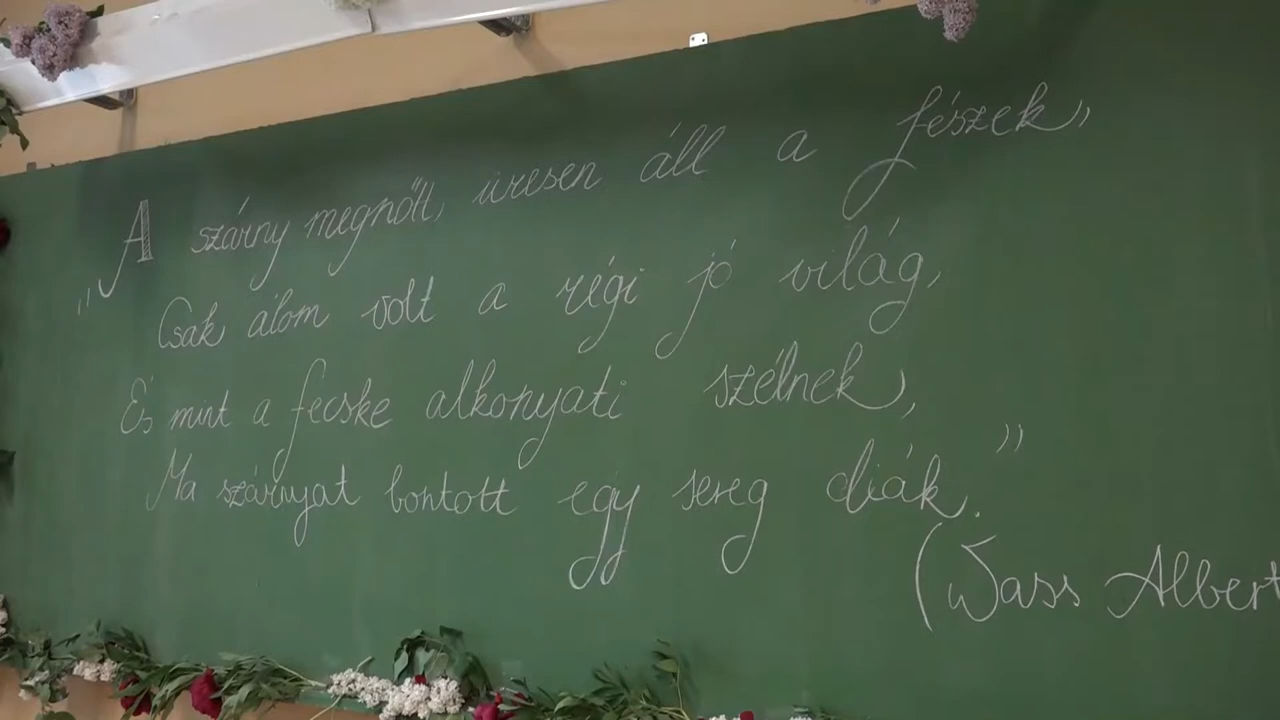 „A szárny megnőtt, üresen áll a fészek,
Csak álom volt a régi jó világ,
És mint a fecske alkonyati szélnek,
Ma szárnyat bontott egy sereg diák."
(Wass Albert